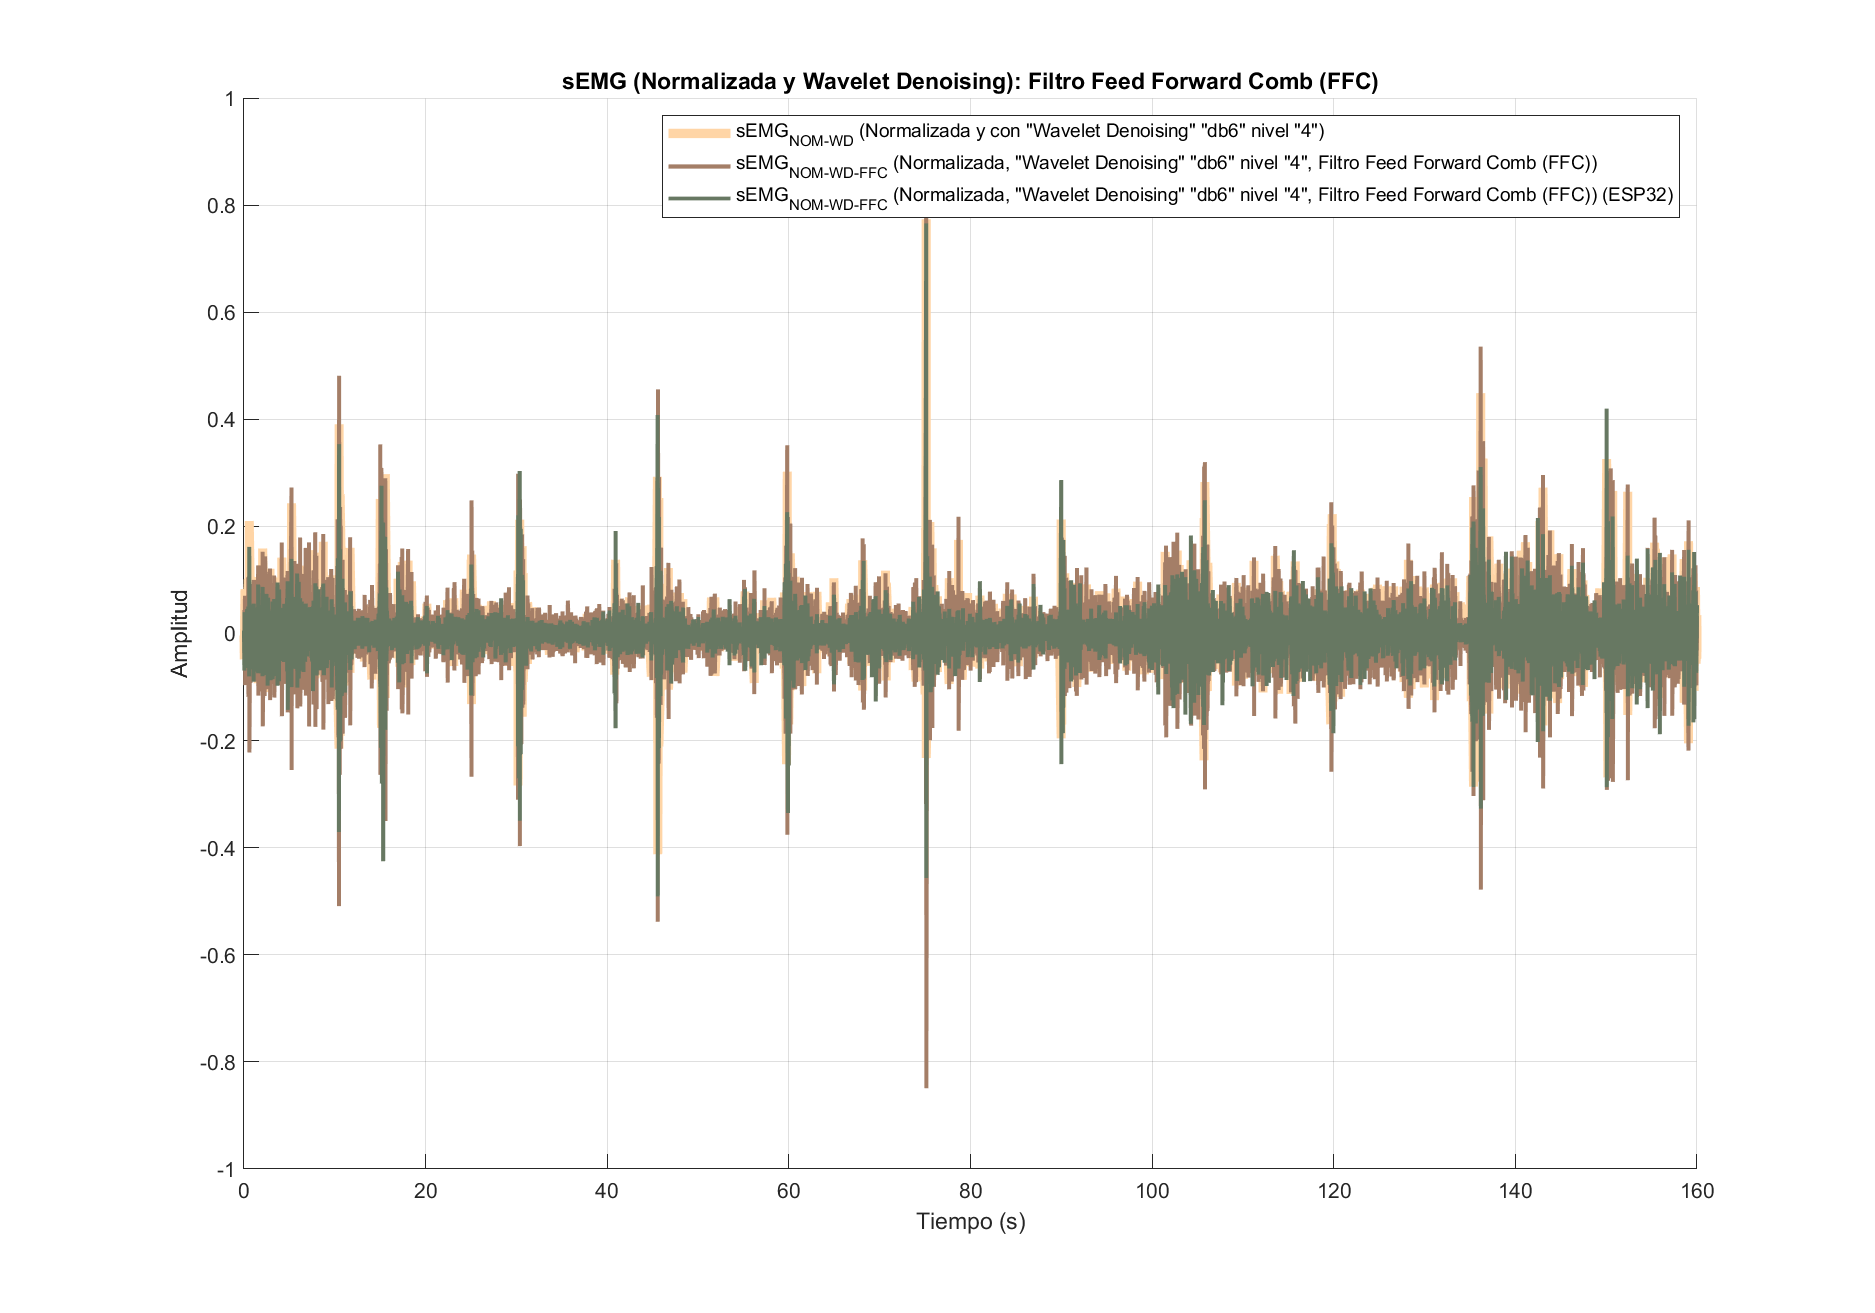 sEMG (Normalizada y Wavelet Denoising): Filtro Feed Forward Comb (FFC)
sEMG_NOM-WD (Normalizada y con "Wavelet Denoising" "db6" nivel "4")
sEMG_NOM-WD-FFC (Normalizada, "Wavelet Denoising" "db6" nivel "4", Filtro Feed Forward Comb (FFC))
sEMG_NOM-WD-FFC (Normalizada, "Wavelet Denoising" "db6" nivel "4", Filtro Feed Forward Comb (FFC)) (ESP32)
Amplitud
1
0.8
0.6
0.4
0.2
0
-0.2
-0.4
-0.6
-0.8
-1
0 20 40 60 80 100 120 140 160
Tiempo (s)